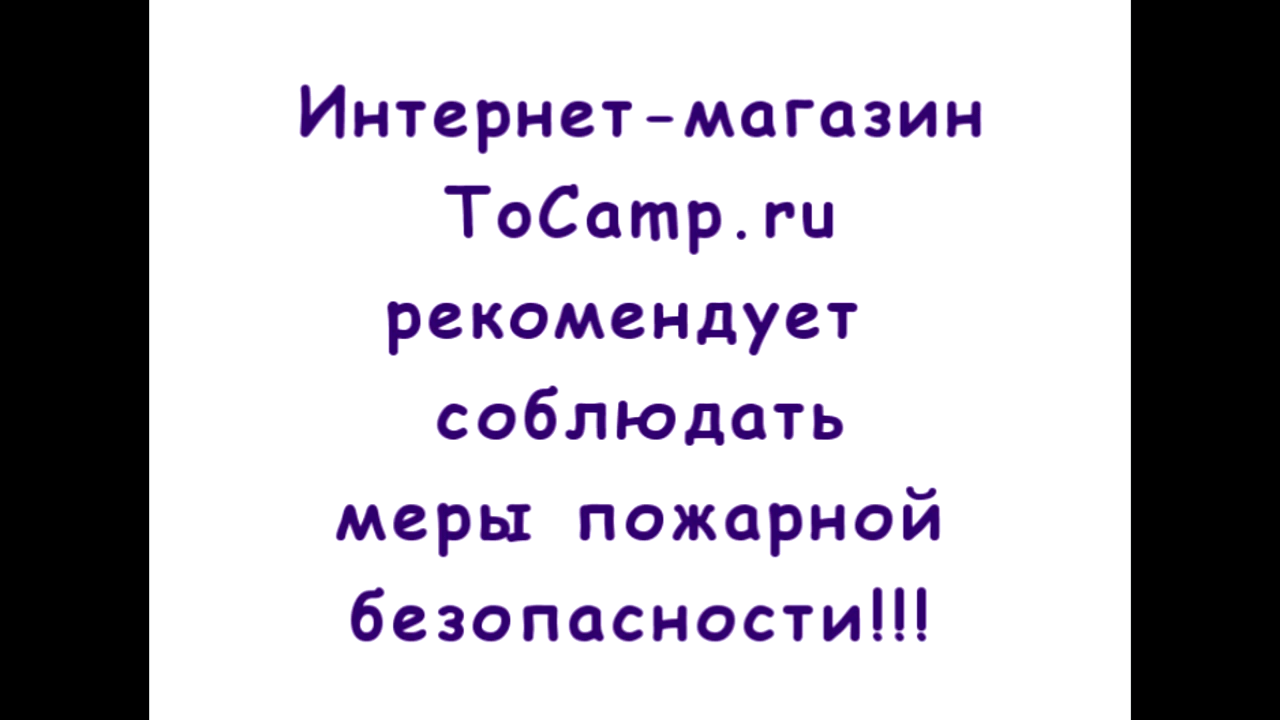 Интернет-магазин
ToCamp.ru
рекомендует
соблюдать
меры пожарной
безопасности!!!